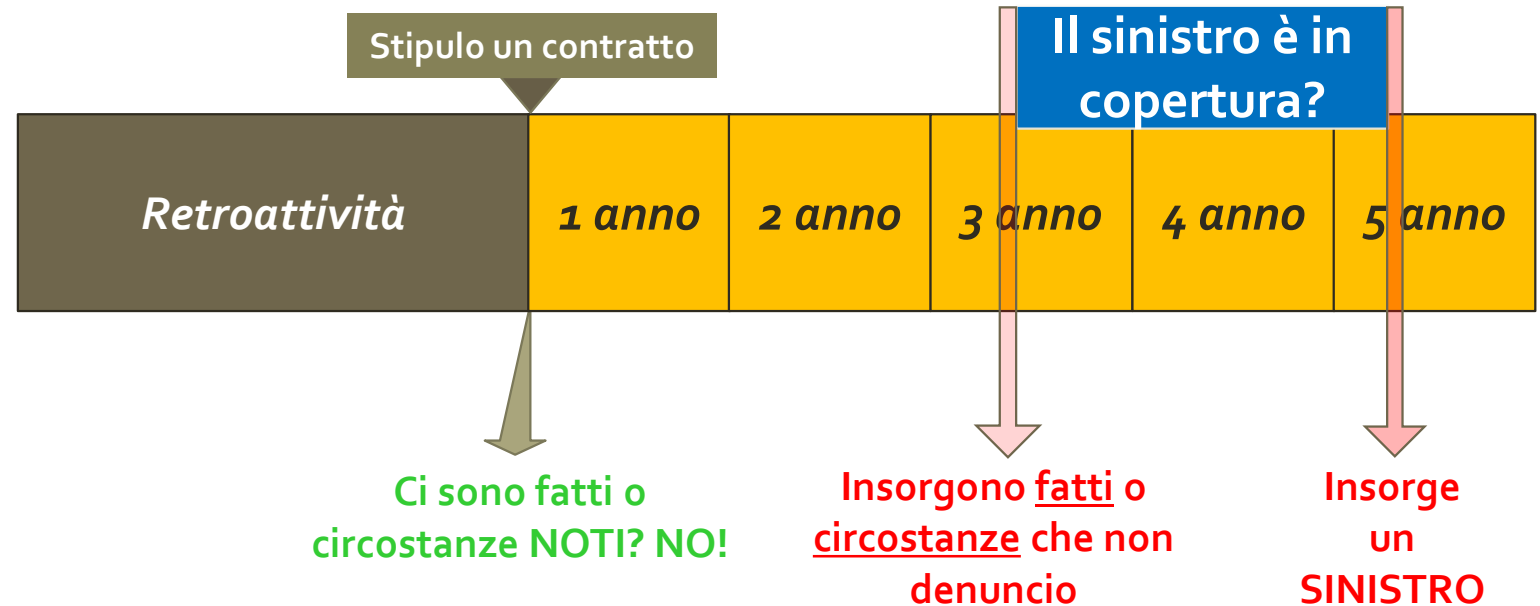 Stipulo un contratto
Il sinistro è in
copertura?
Retroattività
1 anno
2 anno
3 anno
4 anno
5 anno
Ci sono fatti o
circostanze NOTI? NO!
Insorgono fatti o
circostanze che non
denuncio
Insorge
un
SINISTRO